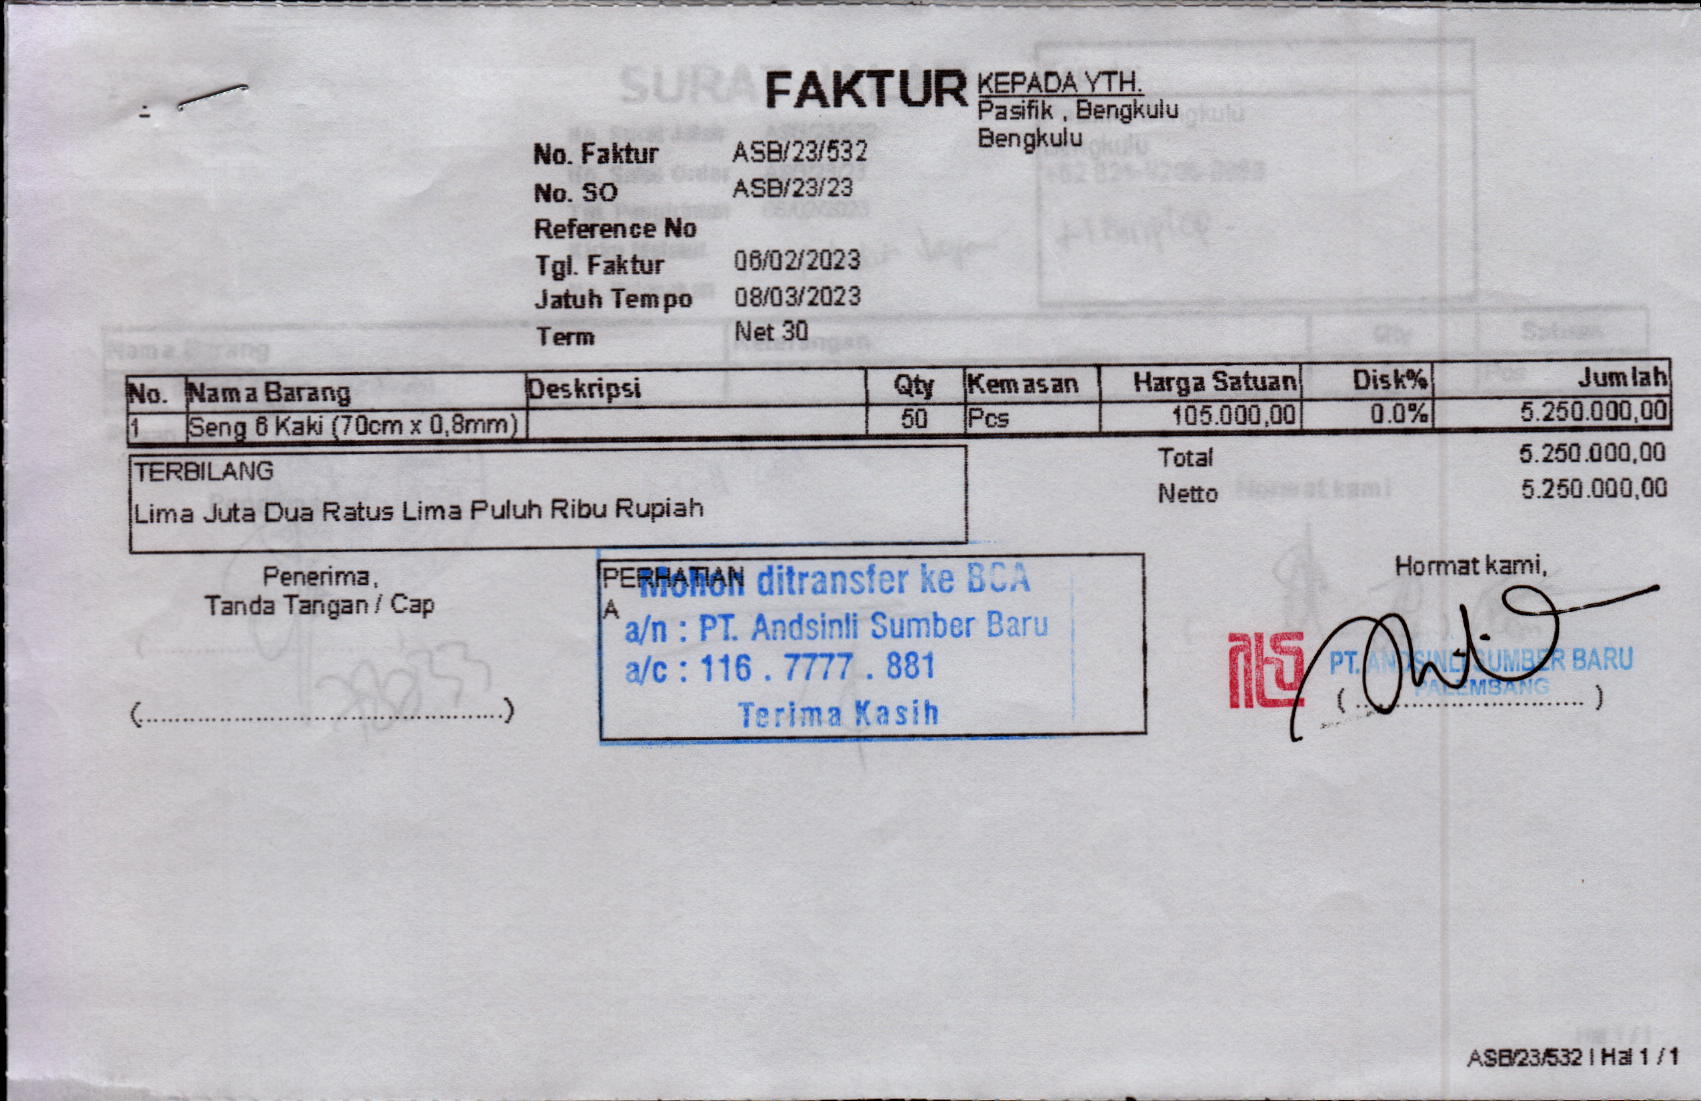 FAKTUR
KEPADA YTH.
Pasifik , Bengkulu
Bengkulu
No. Faktur ASB/23/532
No. SO ASB/23/23
Reference No
Tgl. Faktur 06/02/2023
Jatuh Tempo 08/03/2023
Term Net 30
No. Nama Barang Deskripsi Qty Kemasan Harga Satuan Disk% Jumlah
1 Seng 6 Kaki (70cm x 0,8mm) 50 Pcs 105.000,00 0.0% 5.250.000,00
TERBILANG
Lima Juta Dua Ratus Lima Puluh Ribu Rupiah
Total 5.250.000,00
Netto 5.250.000,00
Penerima,
Tanda Tangan / Cap
(.................................................)
PERHATIAN
A
Mohon ditransfer ke BCA
a/n : PT. Andsinli Sumber Baru
a/c : 116 . 7777 . 881
Terima Kasih
Hormat kami,
PT. ANDSINLI SUMBER BARU
PALEMBANG
(...............................)
ASB/23/532 | Hal 1 / 1